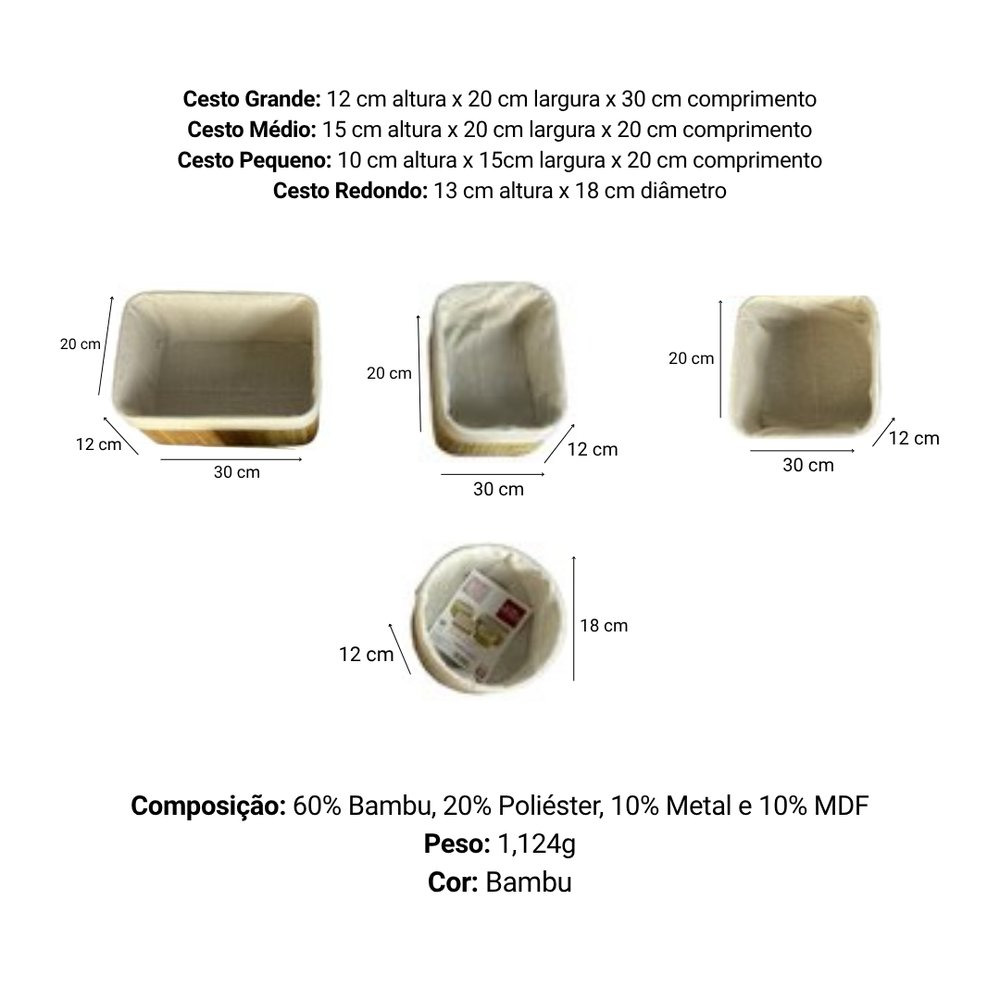 Cesto Grande: 12 cm altura x 20 cm largura x 30 cm comprimento
Cesto Médio: 15 cm altura x 20 cm largura x 20 cm comprimento
Cesto Pequeno: 10 cm altura x 15cm largura x 20 cm comprimento
Cesto Redondo: 13 cm altura x 18 cm diâmetro
20 cm
12 cm
30 cm
20 cm
12 cm
30 cm
20 cm
12 cm
30 cm
12 cm
18 cm
Composição: 60% Bambu, 20% Poliéster, 10% Metal e 10% MDF
Peso: 1,124g
Cor: Bambu